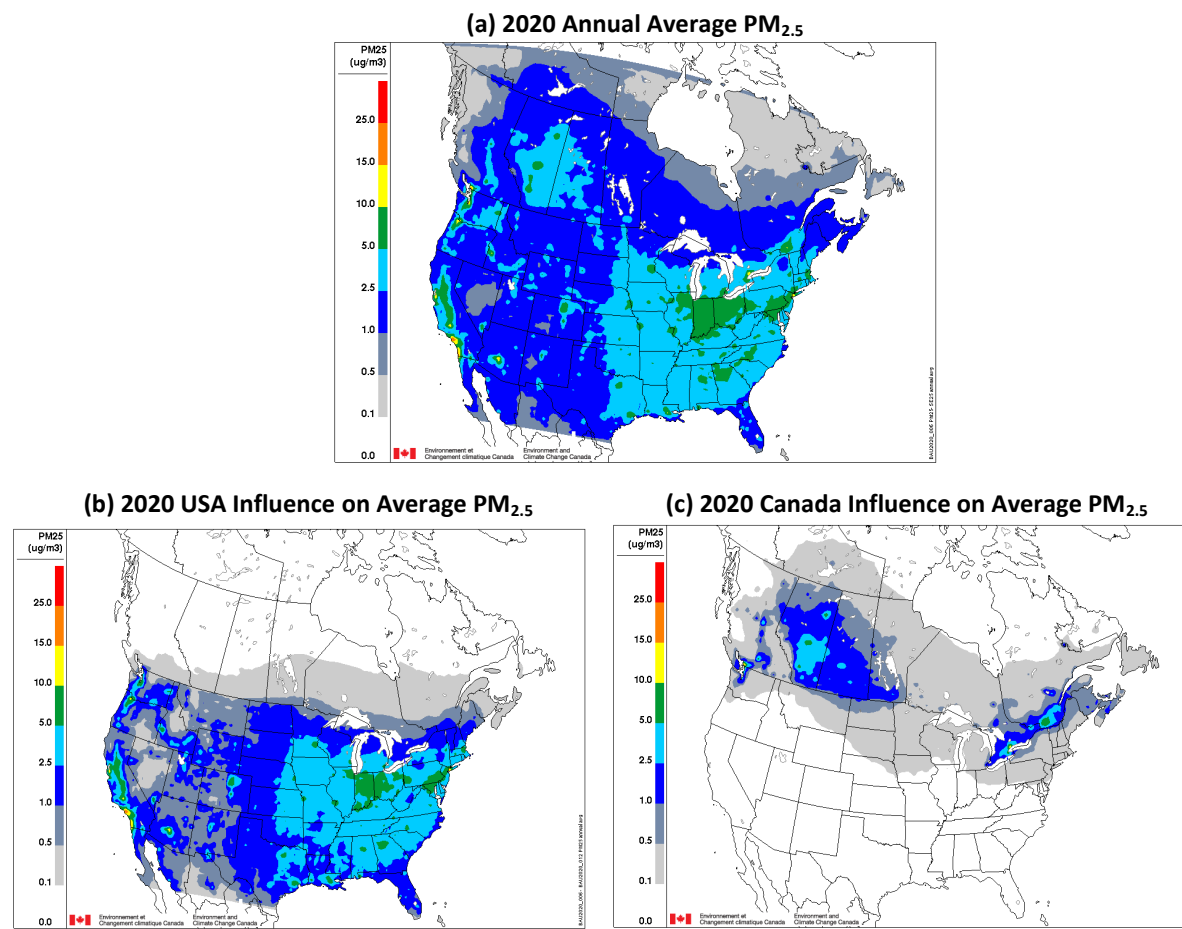 (a) 2020 Annual Average PM2.5
PM25
(ug/m3)
25.0
15.0
10.0
5.0
2.5
1.0
0.5
0.1
0.0
Environnement et
Changement climatique Canada
Environment and
Climate Change Canada
(b) 2020 USA Influence on Average PM2.5
PM25
(ug/m3)
25.0
15.0
10.0
5.0
2.5
1.0
0.5
0.1
0.0
Environnement et
Changement climatique Canada
Environment and
Climate Change Canada
(c) 2020 Canada Influence on Average PM2.5
PM25
(ug/m3)
25.0
15.0
10.0
5.0
2.5
1.0
0.5
0.1
0.0
Environnement et
Changement climatique Canada
Environment and
Climate Change Canada